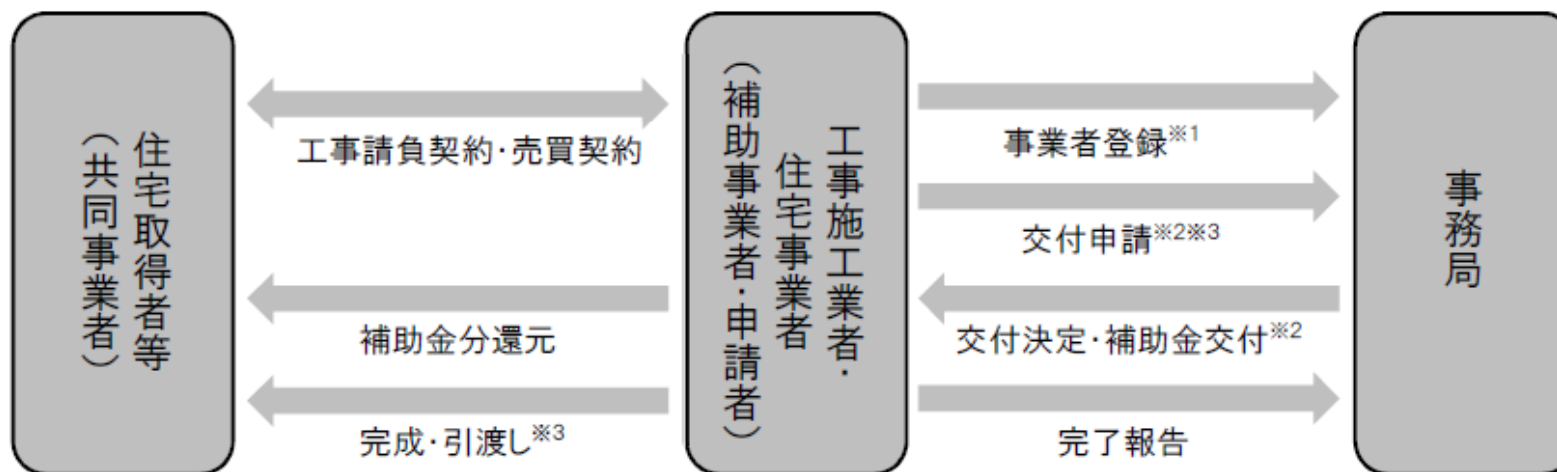 住宅取得者等
（共同事業者）
工事請負契約･売買契約
補助金分還元
完成･引渡し※3
工事施工業者･
住宅事業者
（補助事業者･申請者）
事業者登録※1
交付申請※2※3
交付決定･補助金交付※2
完了報告
事務局